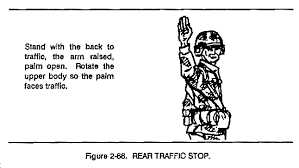 Stand with the back to
traffic, the arm raised,
palm open. Rotate the
upper body so the palm
faces traffic.
Figure 2-66. REAR TRAFFIC STOP.